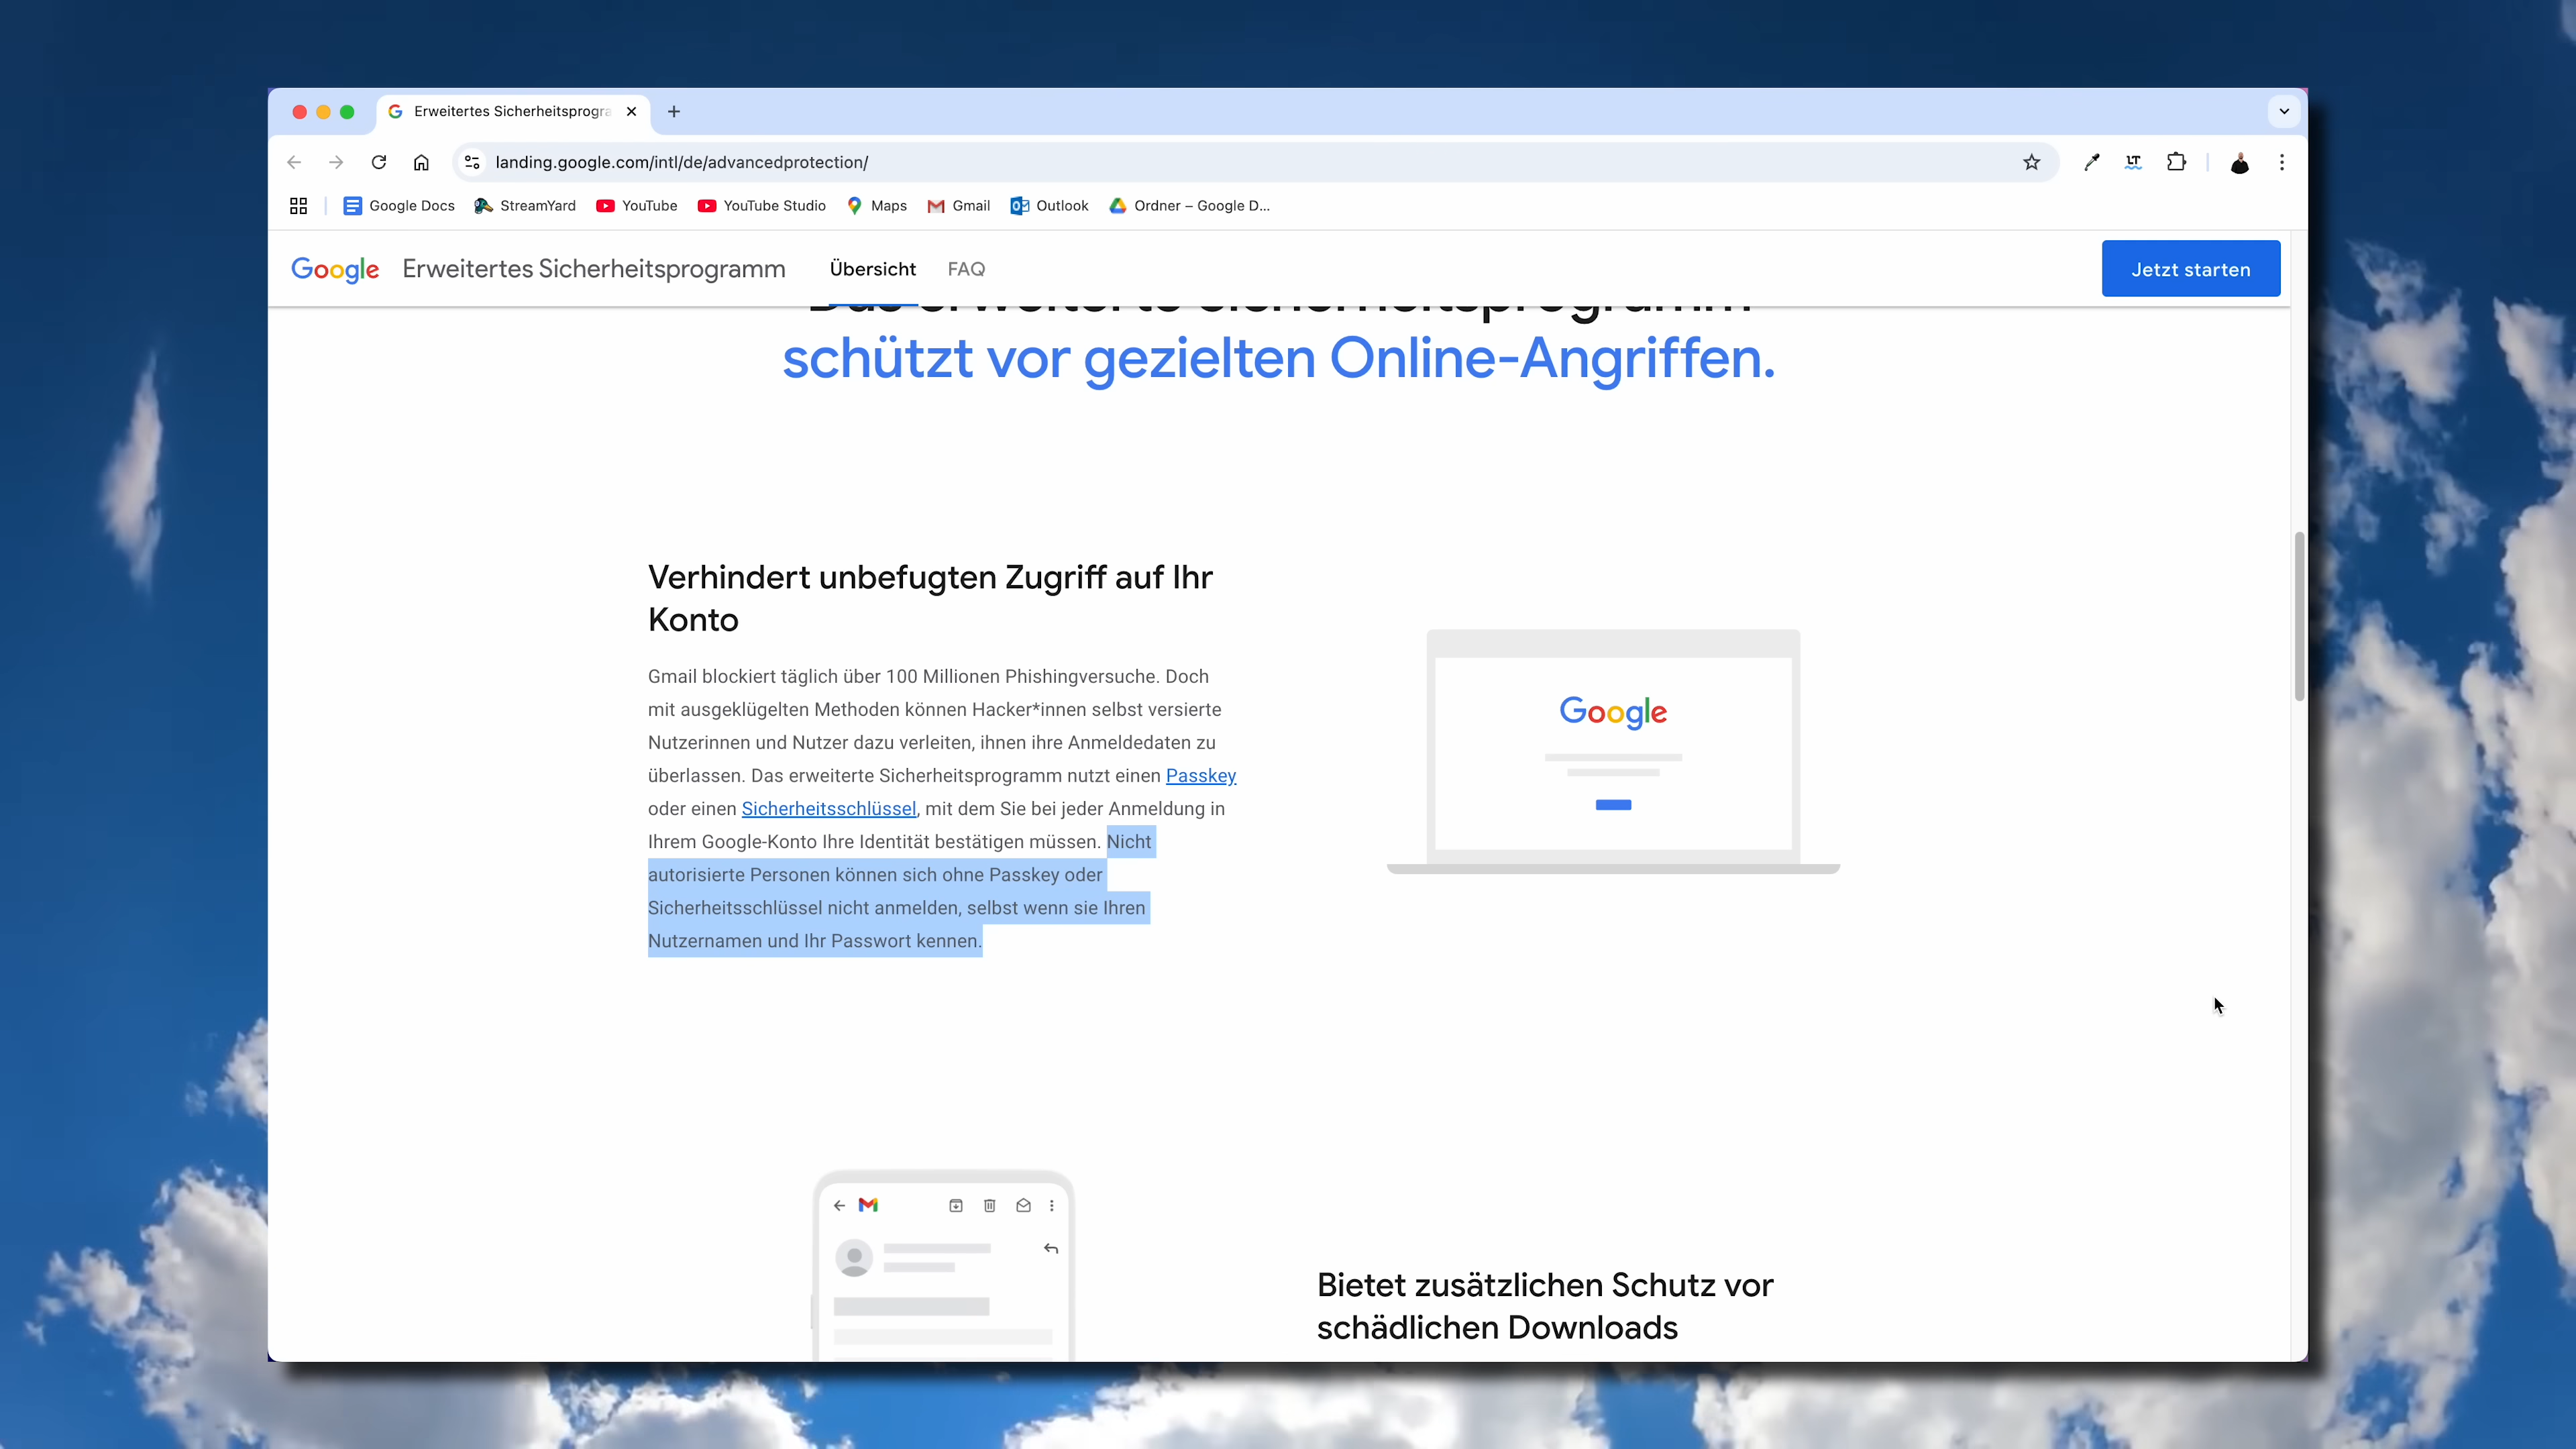 Erweitertes Sicherheitsprogra
landing.google.com/intl/de/advancedprotection/
Google Docs StreamYard YouTube YouTube Studio Maps Gmail Outlook Ordner – Google D...
Google Erweitertes Sicherheitsprogramm Übersicht FAQ Jetzt starten
Das erweiterte Sicherheitsprogramm
schützt vor gezielten Online-Angriffen.
Verhindert unbefugten Zugriff auf Ihr
Konto
Gmail blockiert täglich über 100 Millionen Phishingversuche. Doch
mit ausgeklügelten Methoden können Hacker*innen selbst versierte
Nutzerinnen und Nutzer dazu verleiten, ihnen ihre Anmeldedaten zu
überlassen. Das erweiterte Sicherheitsprogramm nutzt einen Passkey
oder einen Sicherheitsschlüssel, mit dem Sie bei jeder Anmeldung in
Ihrem Google-Konto Ihre Identität bestätigen müssen. Nicht
autorisierte Personen können sich ohne Passkey oder
Sicherheitsschlüssel nicht anmelden, selbst wenn sie Ihren
Nutzernamen und Ihr Passwort kennen.
Google
Bietet zusätzlichen Schutz vor
schädlichen Downloads